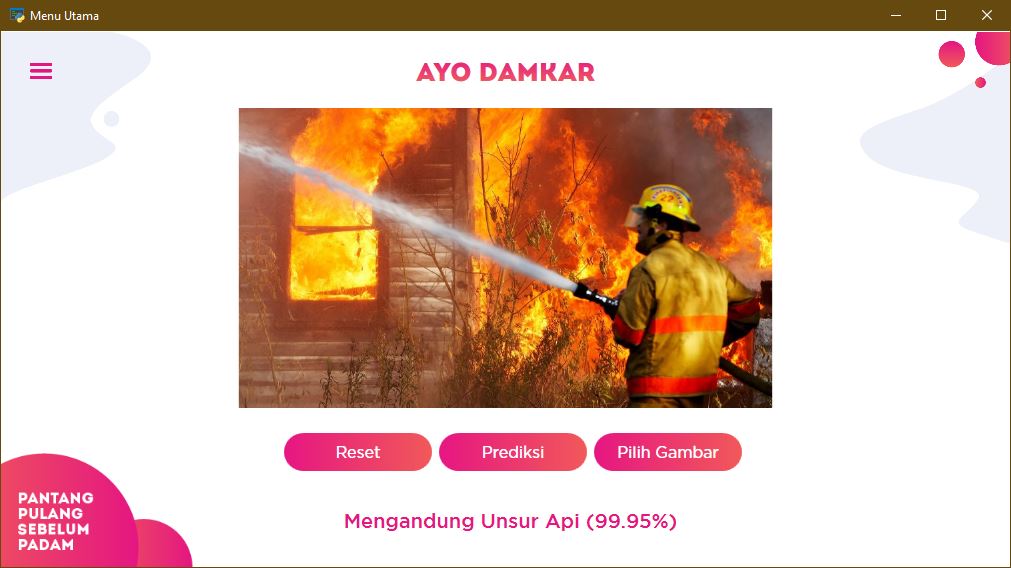 Menu Utama
AYO DAMKAR
Reset
Prediksi
Pilih Gambar
Mengandung Unsur Api (99.95%)
PANTANG
PULANG
SEBELUM
PADAM